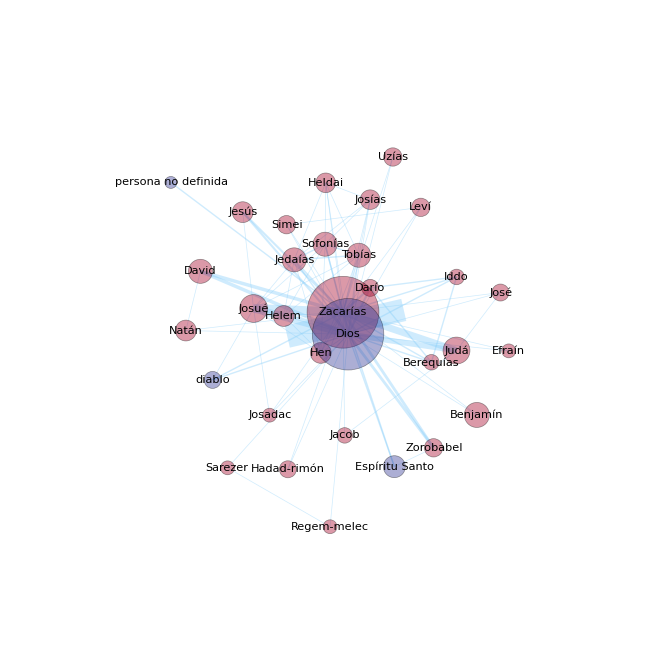 Uzías
persona no definida
Heldai
Josías
Leví
Jesús
Simei
Sofonías
Tobías
Jedaías
David
Iddo
Darío
José
Josué
Helem
Zacarías
Natán
Dios
Hen
Judá
Efraín
Berequías
diablo
Josadac
Benjamín
Jacob
Zorobabel
Sarezer
Hadad-rimón
Espíritu Santo
Regem-melec